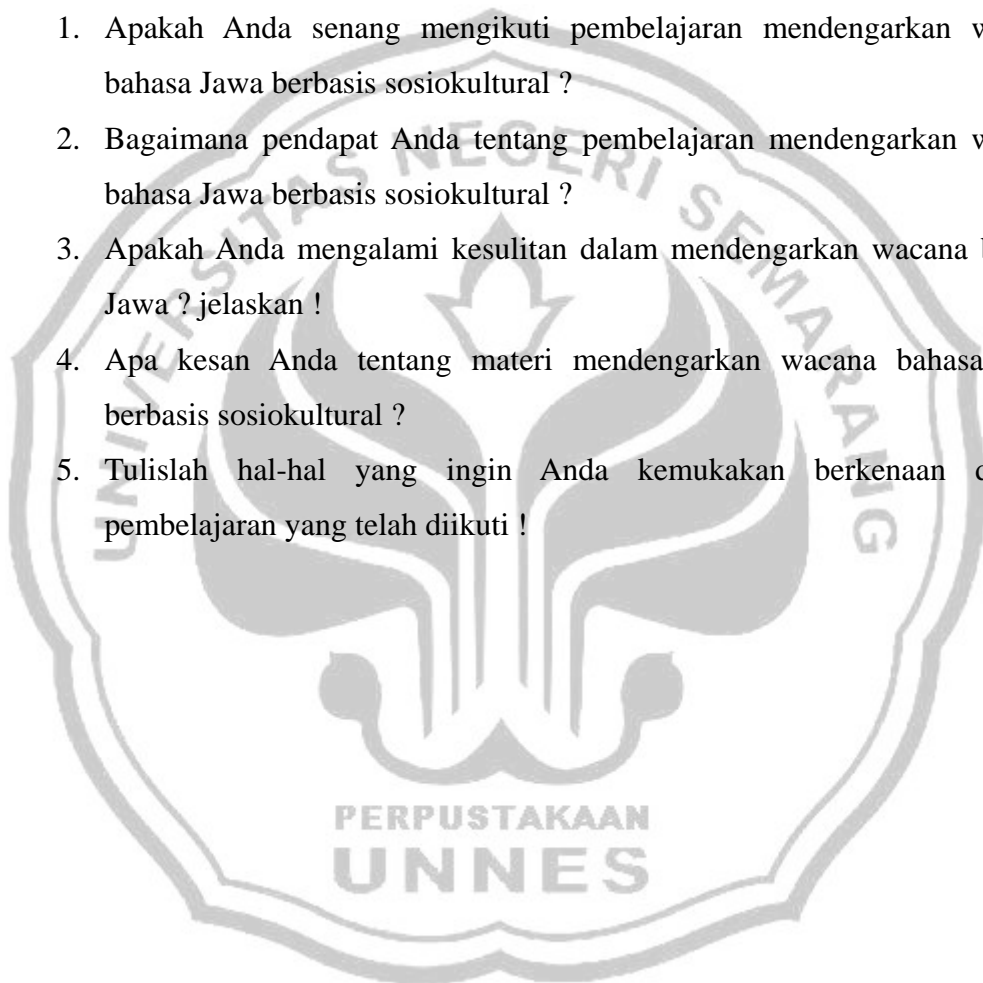 1. Apakah Anda senang mengikuti pembelajaran mendengarkan
bahasa Jawa berbasis sosiokultural ?
2. Bagaimana pendapat Anda tentang pembelajaran mendengarkan
bahasa Jawa berbasis sosiokultural ?
3. Apakah Anda mengalami kesulitan dalam mendengarkan wacana
Jawa ? jelaskan !
4. Apa kesan Anda tentang materi mendengarkan wacana bahasa
berbasis sosiokultural ?
5. Tulislah hal-hal yang ingin Anda kemukakan berkenaan
pembelajaran yang telah diikuti !
UNIVERSITAS NEGERI SEMARANG
PERPUSTAKAAN
UNNES